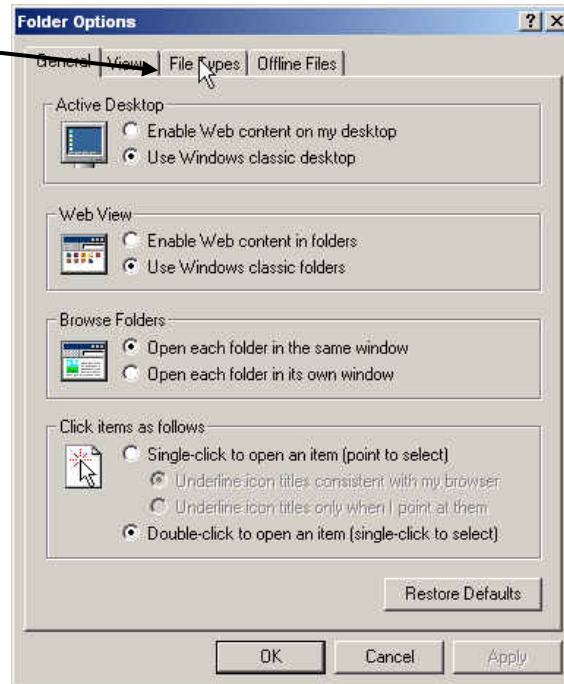 Folder Options
General View File Types Offline Files
Active Desktop
Enable Web content on my desktop
Use Windows classic desktop
Web View
Enable Web content in folders
Use Windows classic folders
Browse Folders
Open each folder in the same window
Open each folder in its own window
Click items as follows
Single-click to open an item (point to select)
Underline icon titles consistent with my browser
Underline icon titles only when I point at them
Double-click to open an item (single-click to select)
Restore Defaults
OK Cancel Apply